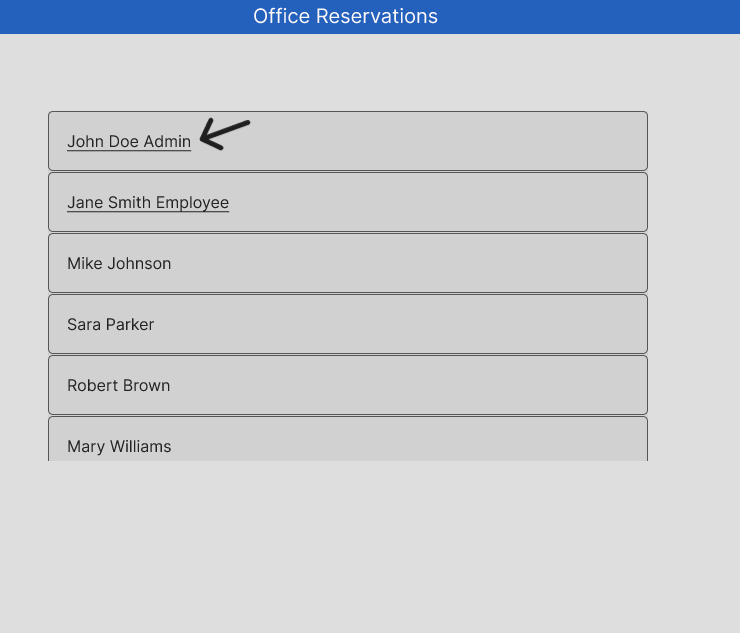 Office Reservations
John Doe Admin
Jane Smith Employee
Mike Johnson
Sara Parker
Robert Brown
Mary Williams